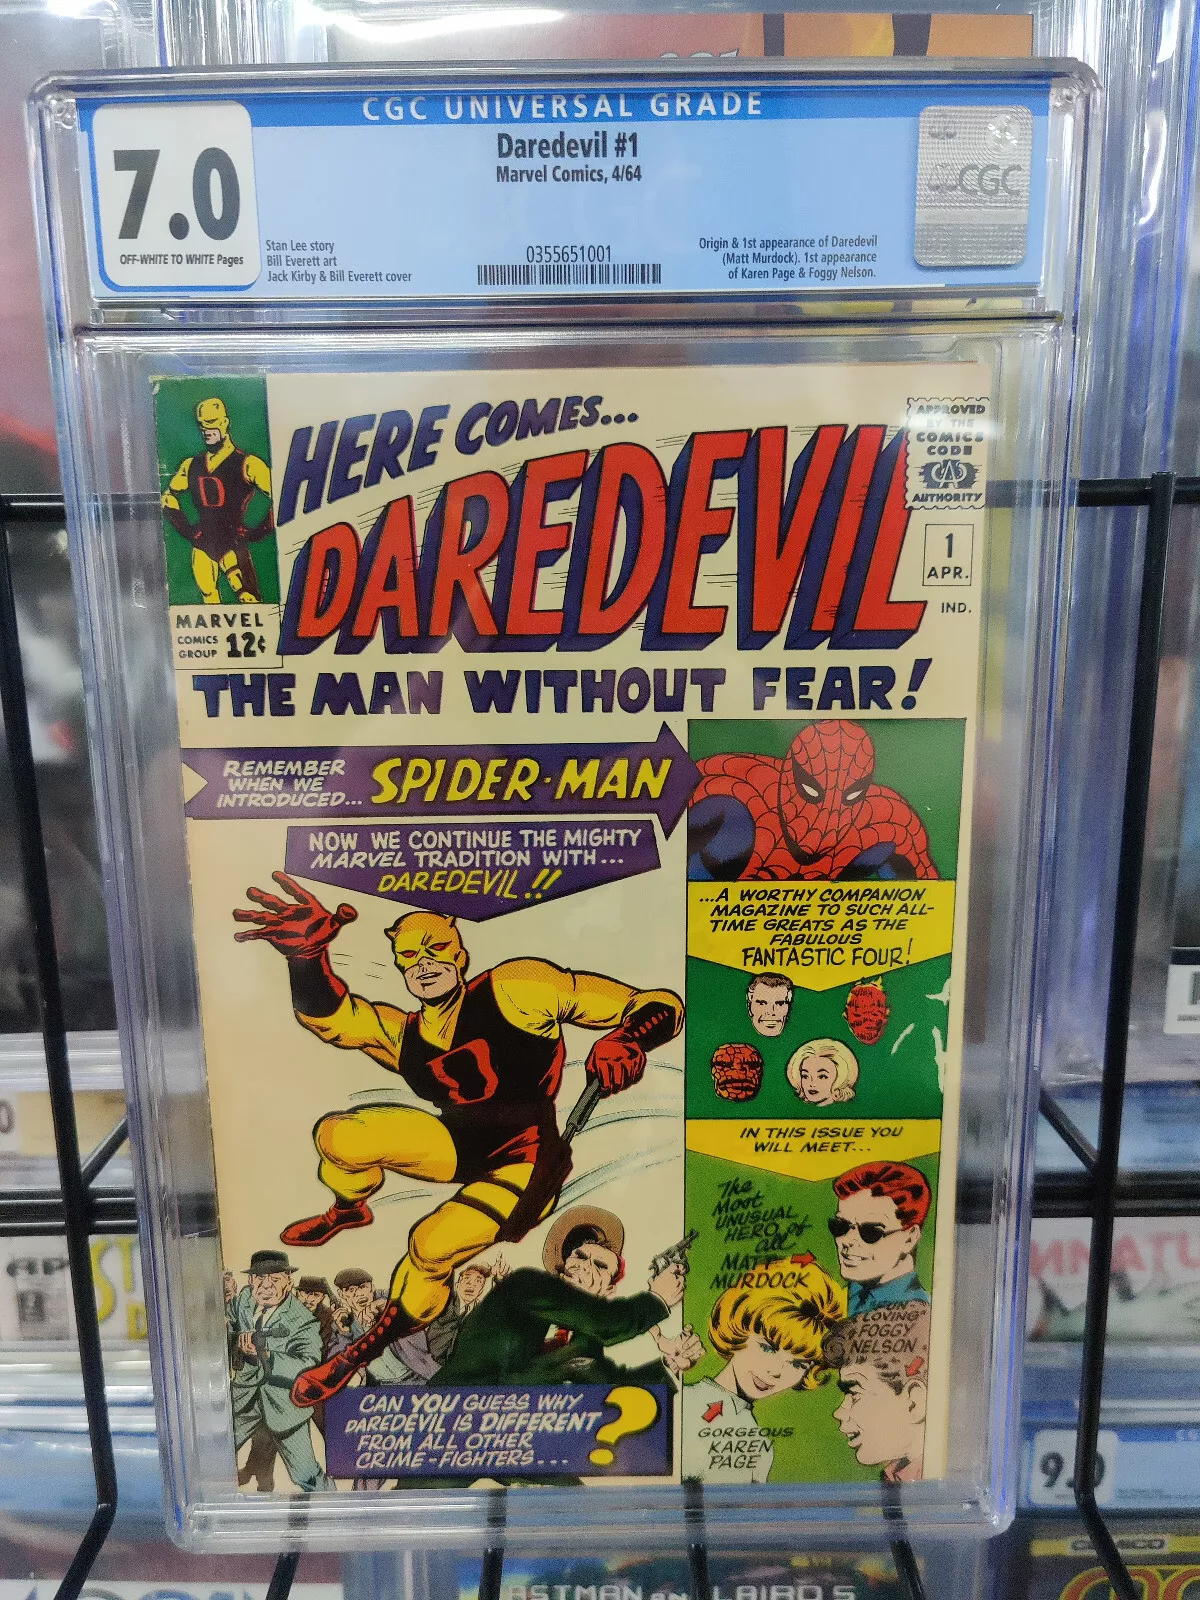 CGC UNIVERSAL GRADE
Daredevil #1
Marvel Comics, 4/64
7.0
OFF-WHITE TO WHITE Pages
Stan Lee story
Bill Everett art
Jack Kirby & Bill Everett cover
0355651001
Origin & 1st appearance of Daredevil
(Matt Murdock). 1st appearance
of Karen Page & Foggy Nelson.
CGC
HERE COMES...
DAREDEVIL
THE MAN WITHOUT FEAR!
APPROVED
BY THE
COMICS
CODE
CA
AUTHORITY
1
APR.
IND.
D
MARVEL
COMICS
GROUP
12¢
REMEMBER
WHEN WE
INTRODUCED...
SPIDER-MAN
NOW WE CONTINUE THE MIGHTY
MARVEL TRADITION WITH...
DAREDEVIL!!
...A WORTHY COMPANION
MAGAZINE TO SUCH ALL-
TIME GREATS AS THE
FABULOUS
FANTASTIC FOUR!
D
IN THIS ISSUE YOU
WILL MEET...
The
Most
UNUSUAL
HERO of
all
MATT
MURDOCK
"FUN-
LOVING"
FOGGY
NELSON
GORGEOUS
KAREN
PAGE
CAN YOU GUESS WHY
DAREDEVIL IS DIFFERENT
FROM ALL OTHER
CRIME-FIGHTERS...
?
EASTMAN AND LAIRD'S